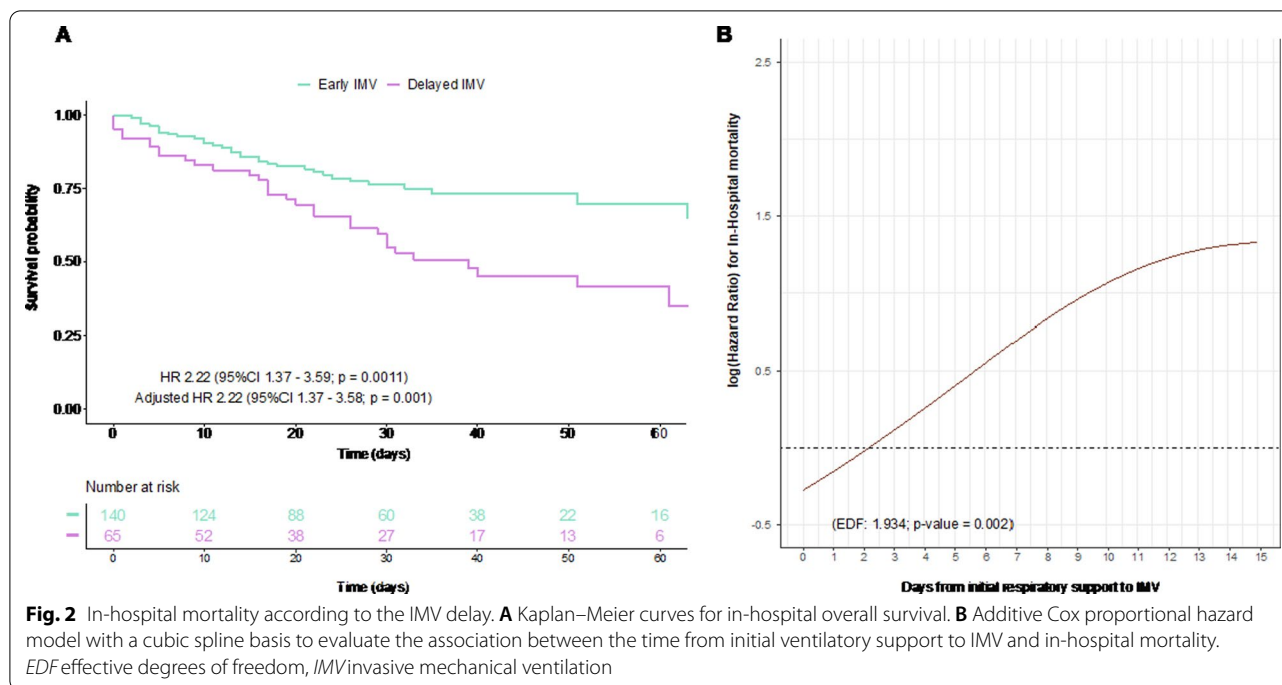 A
Early IMV Delayed IMV
1.00
0.75
0.50
0.25
0.00
Survival probability
HR 2.22 (95%CI 1.37 - 3.59; p = 0.0011)
Adjusted HR 2.22 (95%CI 1.37 - 3.58; p = 0.001)
0 10 20 30 40 50 60
Time (days)
Number at risk
140 124 88 60 38 22 16
65 52 38 27 17 13 6
0 10 20 30 40 50 60
Time (days)
B
2.5
1.5
0.5
-0.5
log(Hazard Ratio) for In-Hospital mortality
(EDF: 1.934; p-value = 0.002)
0 1 2 3 4 5 6 7 8 9 10 11 12 13 14 15
Days from initial respiratory support to IMV
Fig. 2 In-hospital mortality according to the IMV delay. A Kaplan–Meier curves for in-hospital overall survival. B Additive Cox proportional hazard
model with a cubic spline basis to evaluate the association between the time from initial ventilatory support to IMV and in-hospital mortality.
EDF effective degrees of freedom, IMV invasive mechanical ventilation